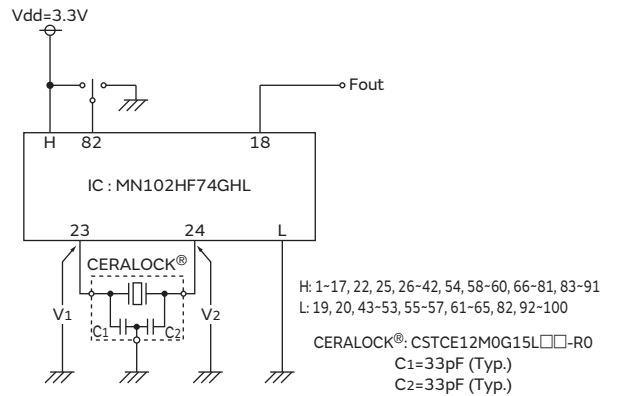 Vdd=3.3V
Fout
H 82 18
IC : MN102HF74GHL
23 24 L
CERALOCK®
V1 C1 C2 V2
H: 1~17, 22, 25, 26~42, 54, 58~60, 66~81, 83~91
L: 19, 20, 43~53, 55~57, 61~65, 82, 92~100
CERALOCK®: CSTCE12M0G15L□□-R0
C1=33pF (Typ.)
C2=33pF (Typ.)